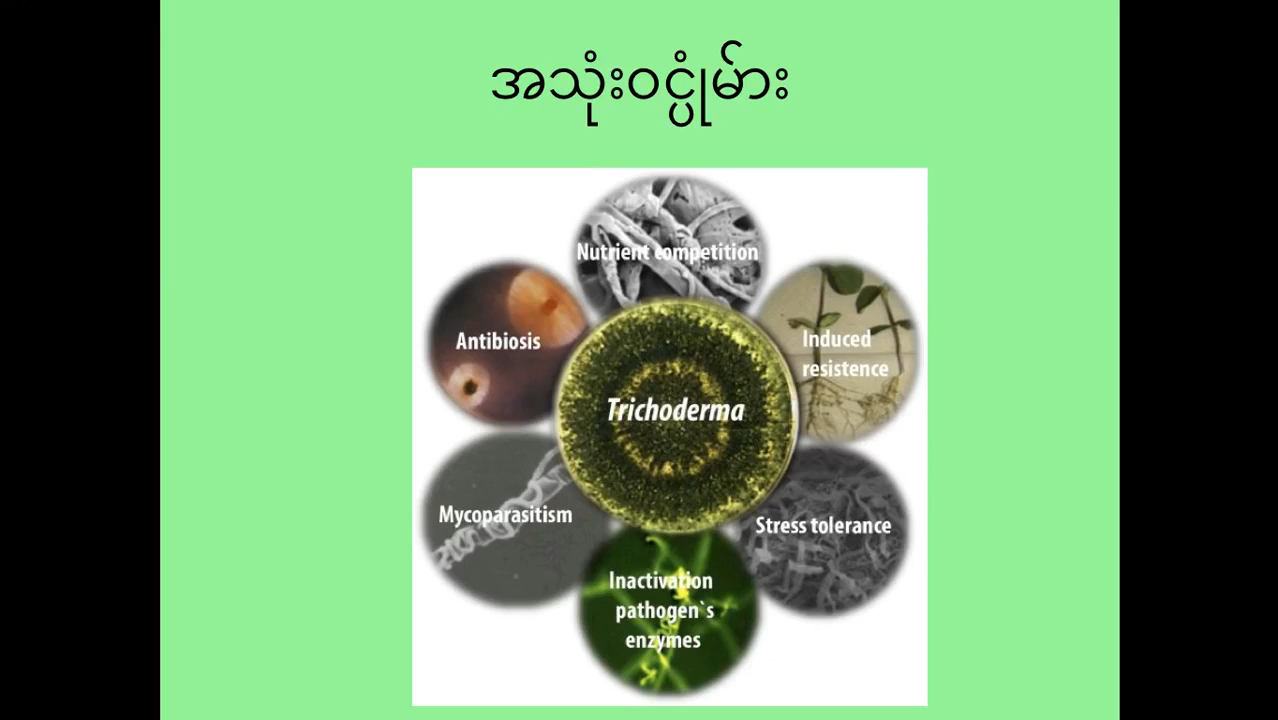 အသုံးဝင္ပုံမ်ား
Nutrient competition
Antibiosis
Induced
resistence
Trichoderma
Mycoparasitism
Stress tolerance
Inactivation
pathogen`s
enzymes